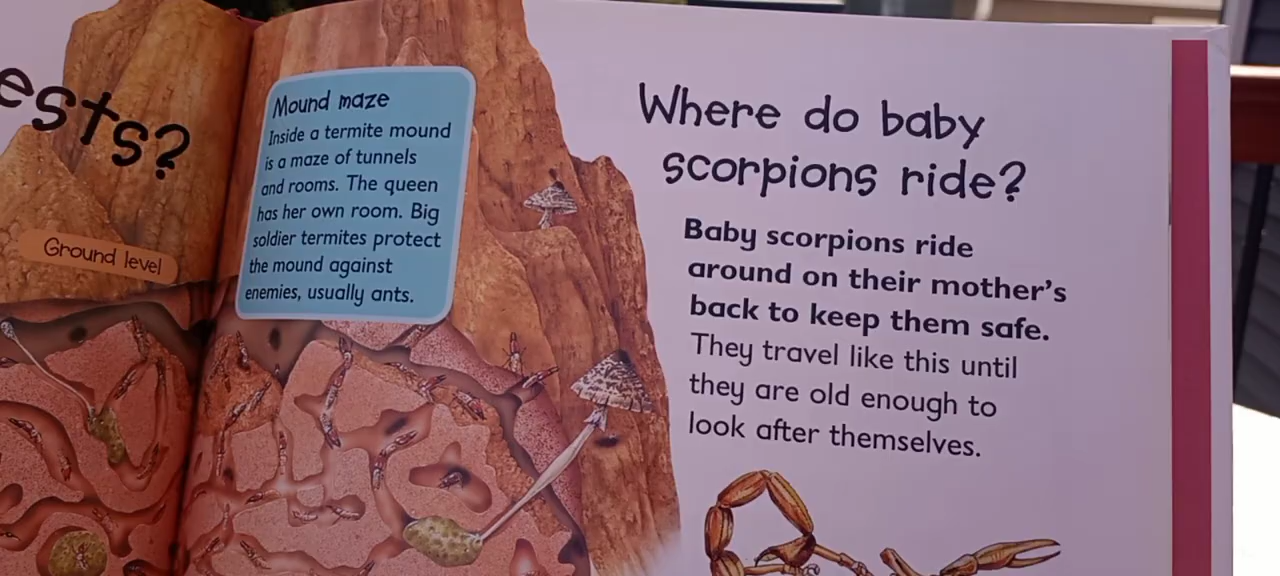 ests?
Ground level
Mound maze
Inside a termite mound
is a maze of tunnels
and rooms. The queen
has her own room. Big
soldier termites protect
the mound against
enemies, usually ants.
Where do baby
scorpions ride?
Baby scorpions ride
around on their mother's
back to keep them safe.
They travel like this until
they are old enough to
look after themselves.